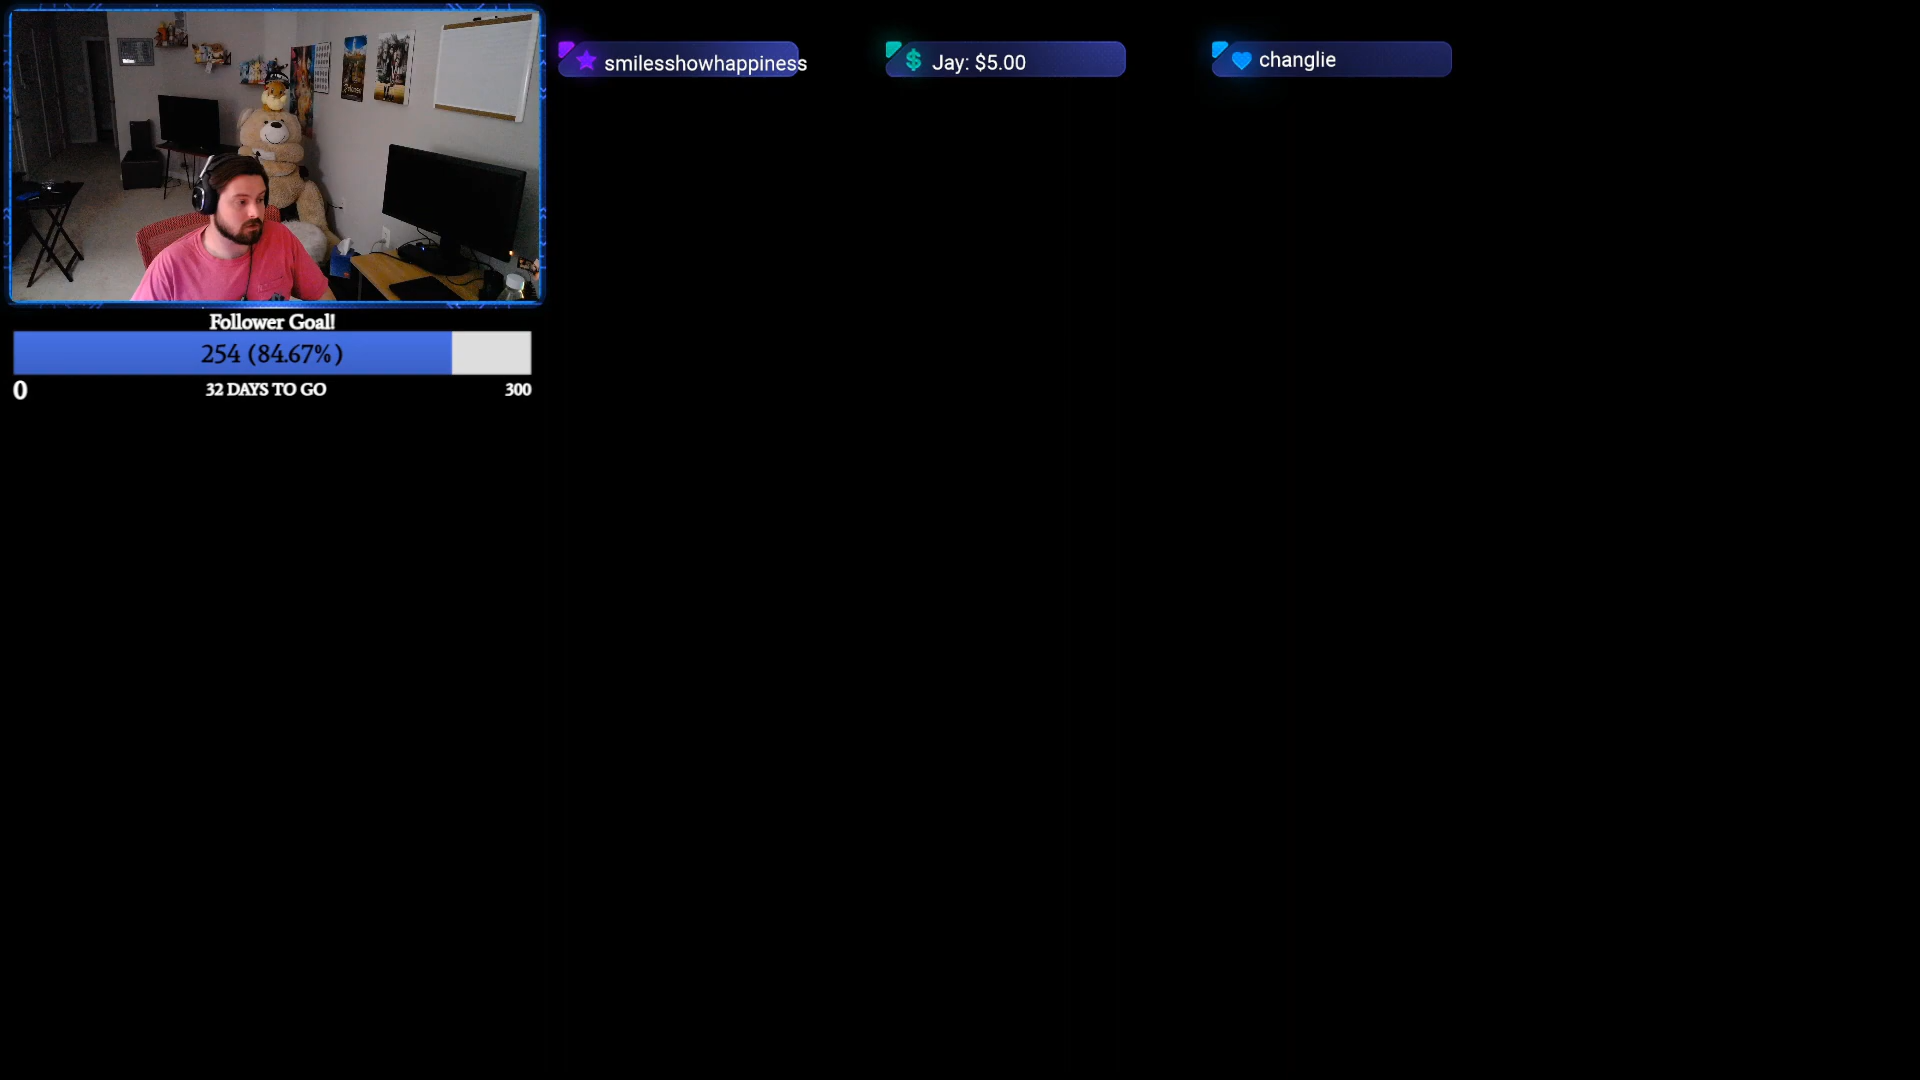 smilesshowhappiness
Jay: $5.00
changlie
Follower Goal!
254 (84.67%)
0
32 DAYS TO GO
300